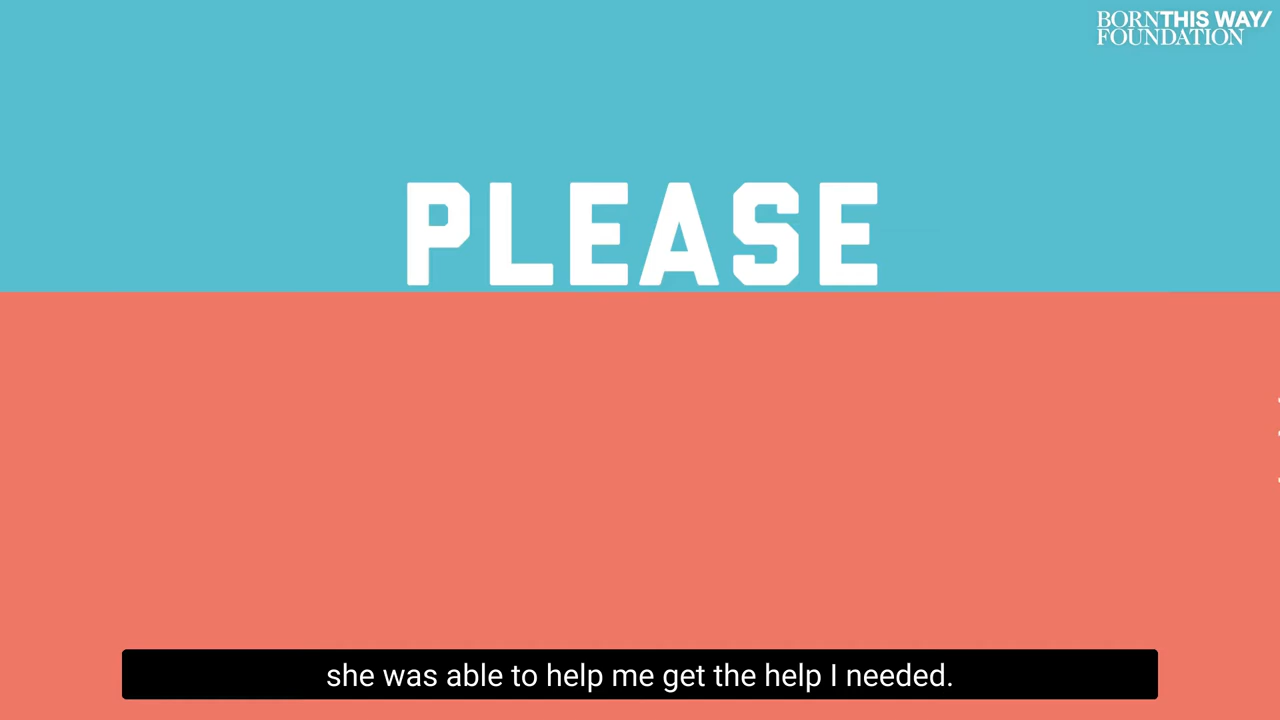 BORNTHIS WAY/
FOUNDATION
PLEASE
she was able to help me get the help I needed.